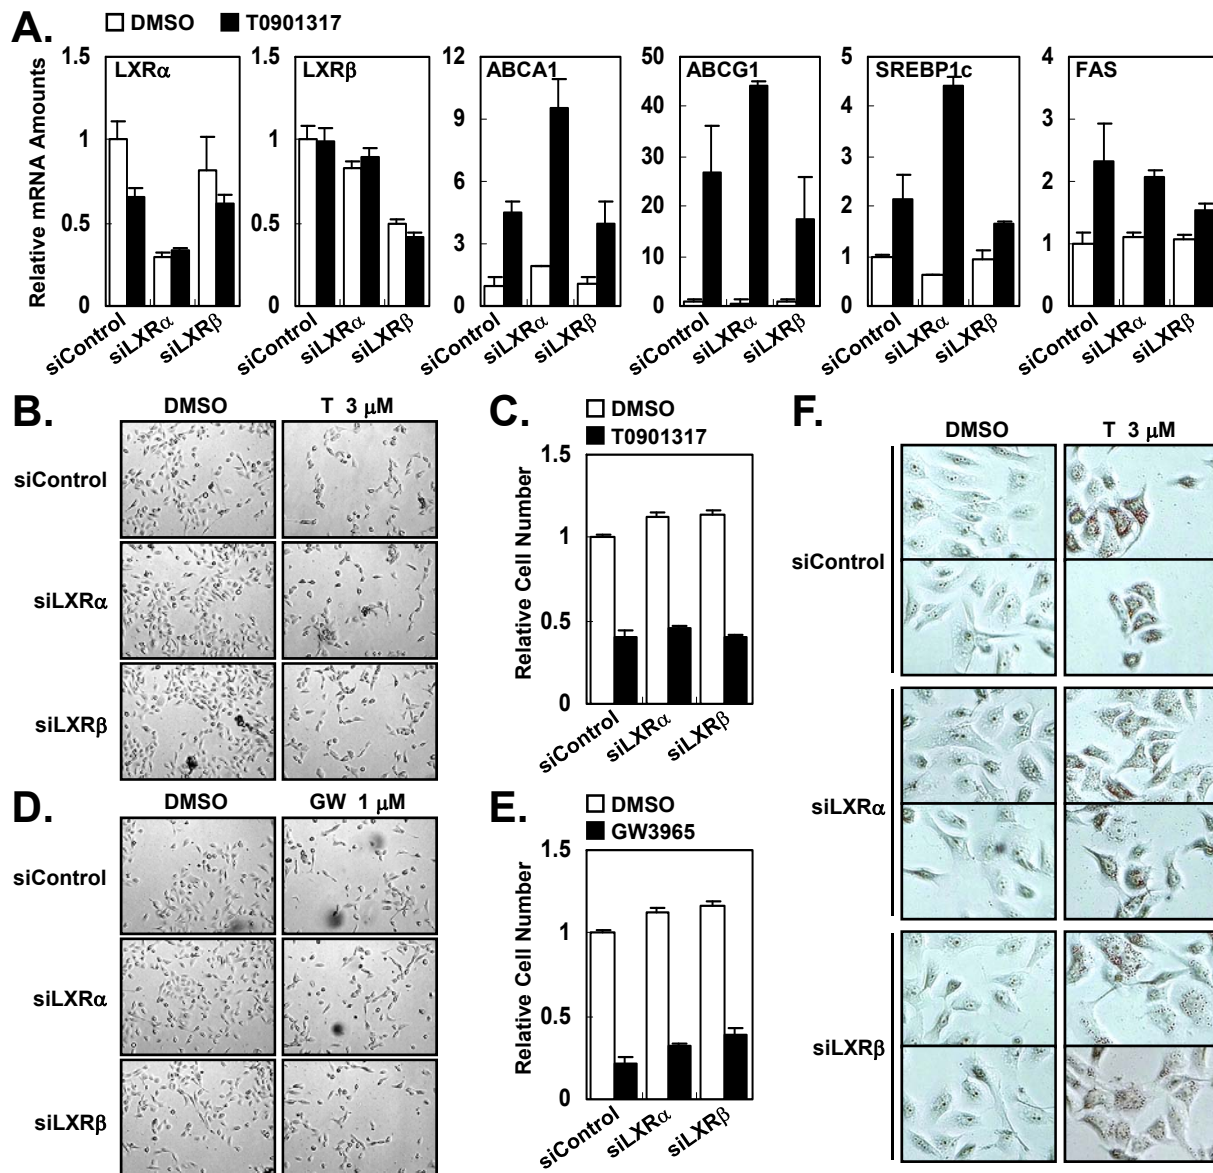 A.
DMSO T0901317
Relative mRNA Amounts
1.5
1
0.5
0
LXRα
siControl
siLXRα
siLXRβ
1.5
1
0.5
0
LXRβ
siControl
siLXRα
siLXRβ
12
9
6
3
0
ABCA1
siControl
siLXRα
siLXRβ
50
40
30
20
10
0
ABCG1
siControl
siLXRα
siLXRβ
5
4
3
2
1
0
SREBP1c
siControl
siLXRα
siLXRβ
4
3
2
1
0
FAS
siControl
siLXRα
siLXRβ
B.
DMSO T 3 μM
siControl
siLXRα
siLXRβ
C.
DMSO
T0901317
Relative Cell Number
1.5
1
0.5
0
siControl
siLXRα
siLXRβ
D.
DMSO GW 1 μM
siControl
siLXRα
siLXRβ
E.
DMSO
GW3965
Relative Cell Number
1.5
1
0.5
0
siControl
siLXRα
siLXRβ
F.
DMSO T 3 μM
siControl
siLXRα
siLXRβ